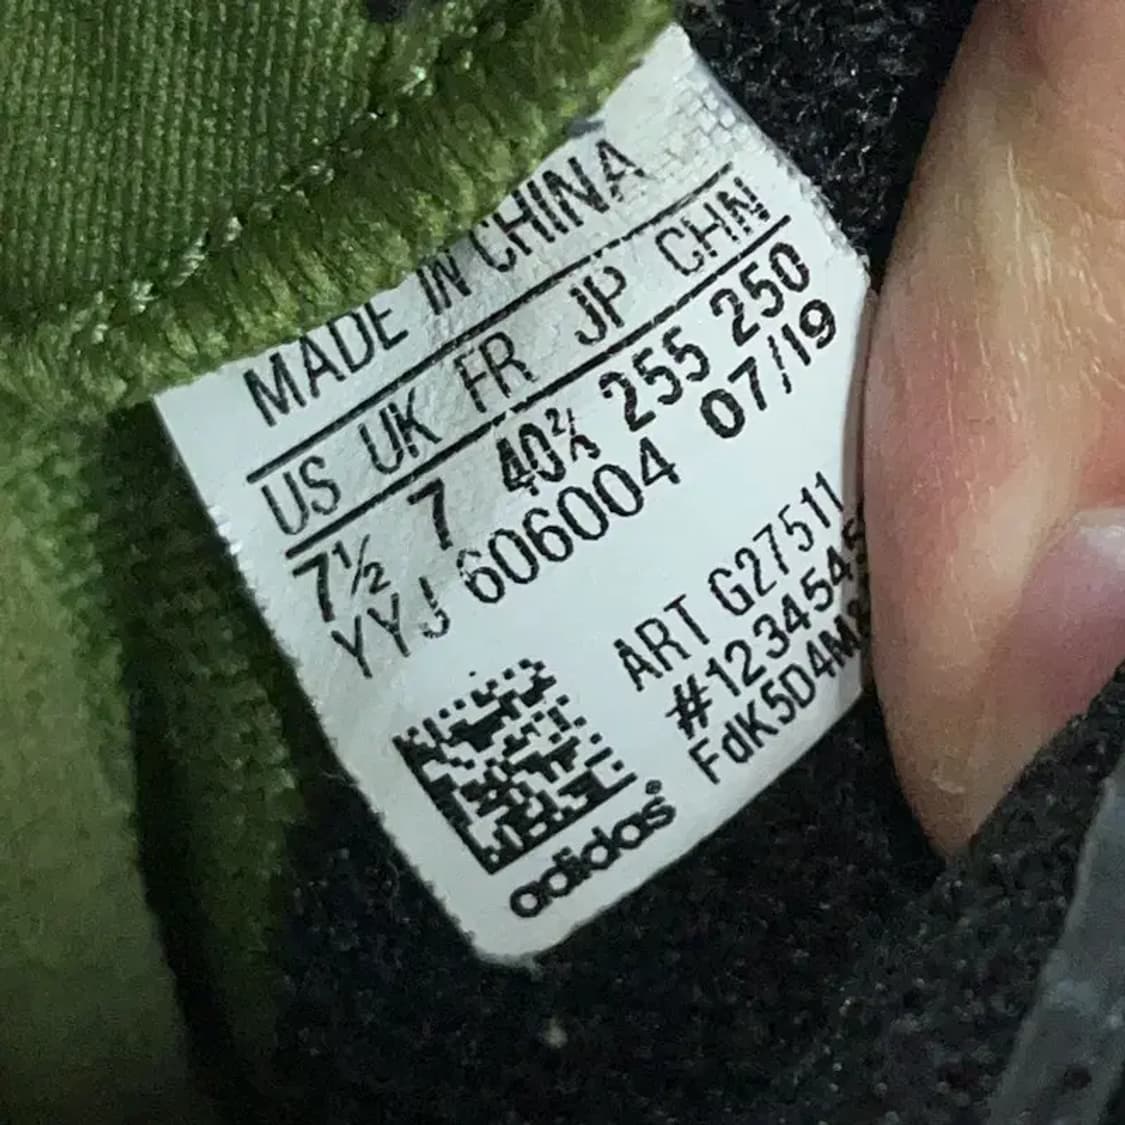 MADE IN CHINA
US UK FR JP CHN
7½ 7 40⅔ 255 250
YYJ 606004 07/19
ART G27511
#1234545
FdK5D4M
adidas